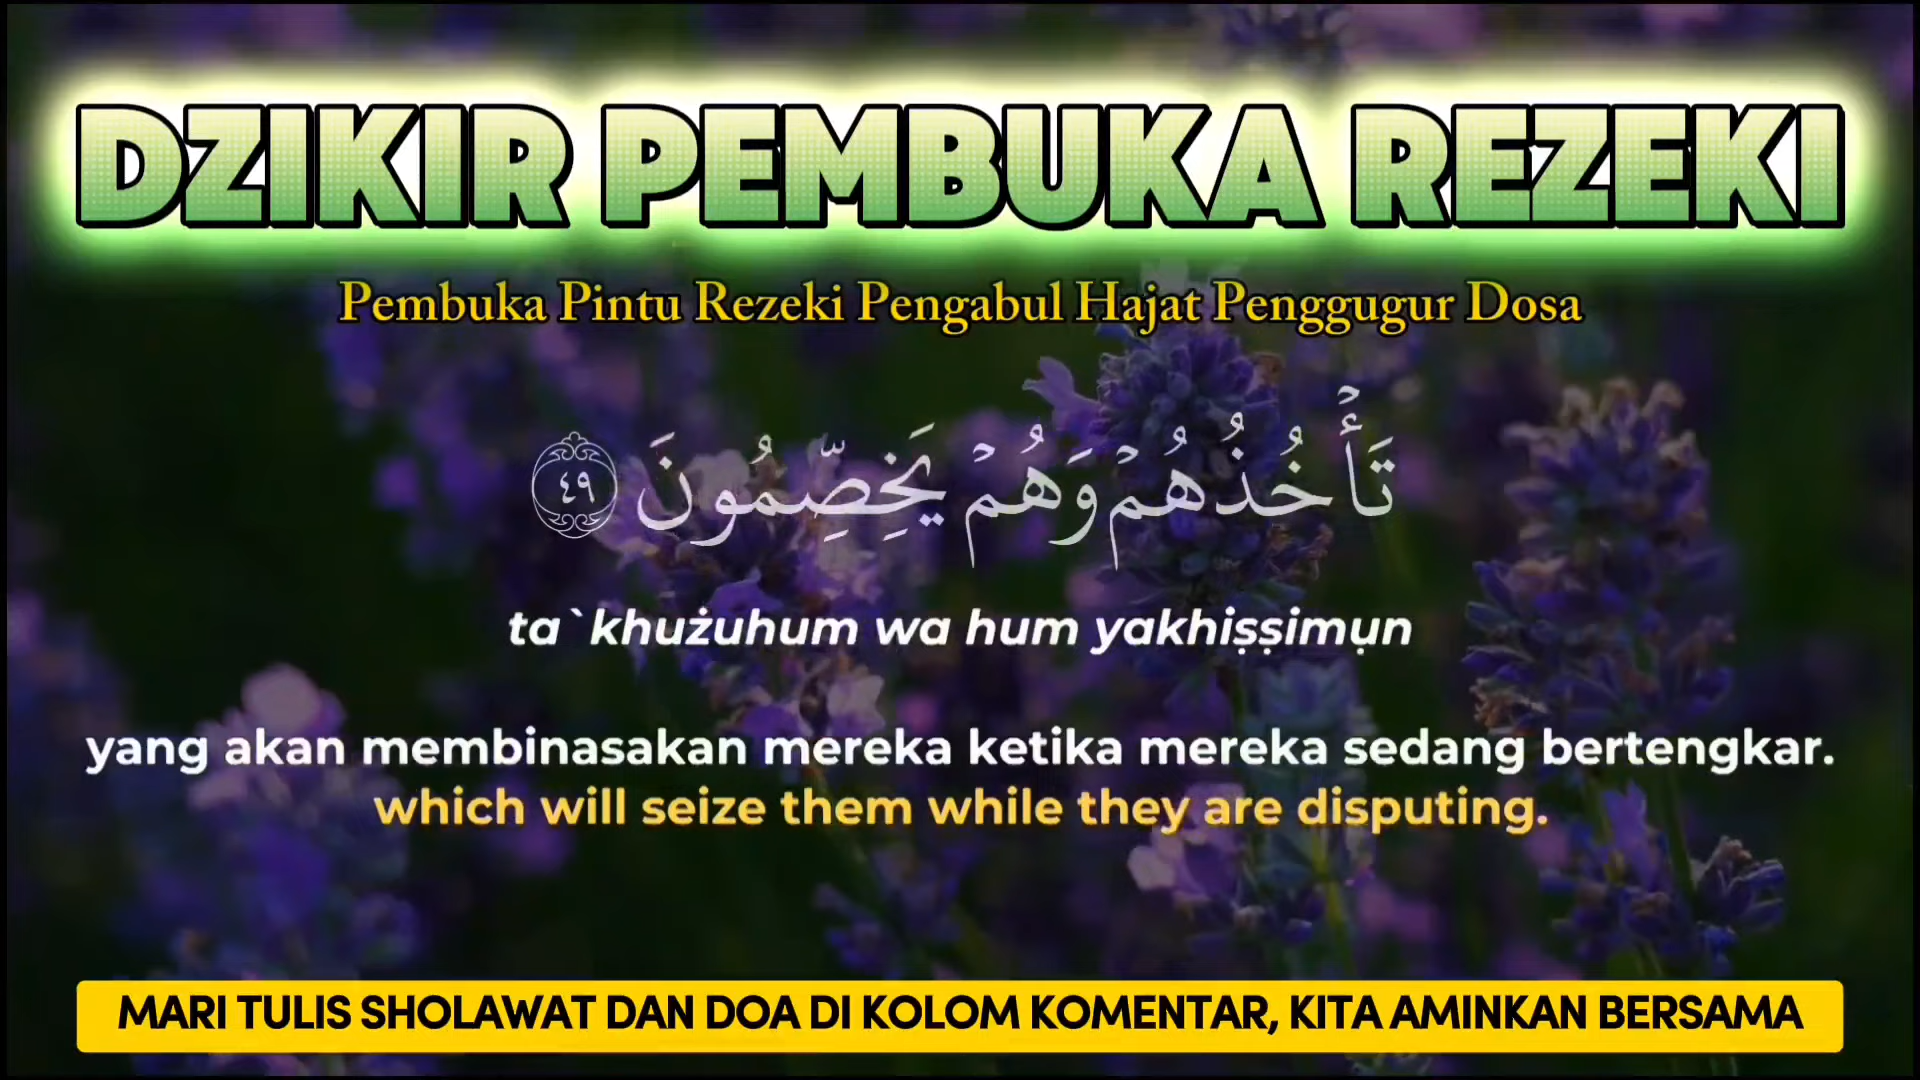 DZIKIR PEMBUKA REZEKI
Pembuka Pintu Rezeki Pengabul Hajat Penggugur Dosa
تَأْخُذُهُمْ وَهُمْ يَخِصِّمُونَ ٤٩
ta`khużuhum wa hum yakhiṣṣimụn
yang akan membinasakan mereka ketika mereka sedang bertengkar.
which will seize them while they are disputing.
MARI TULIS SHOLAWAT DAN DOA DI KOLOM KOMENTAR, KITA AMINKAN BERSAMA